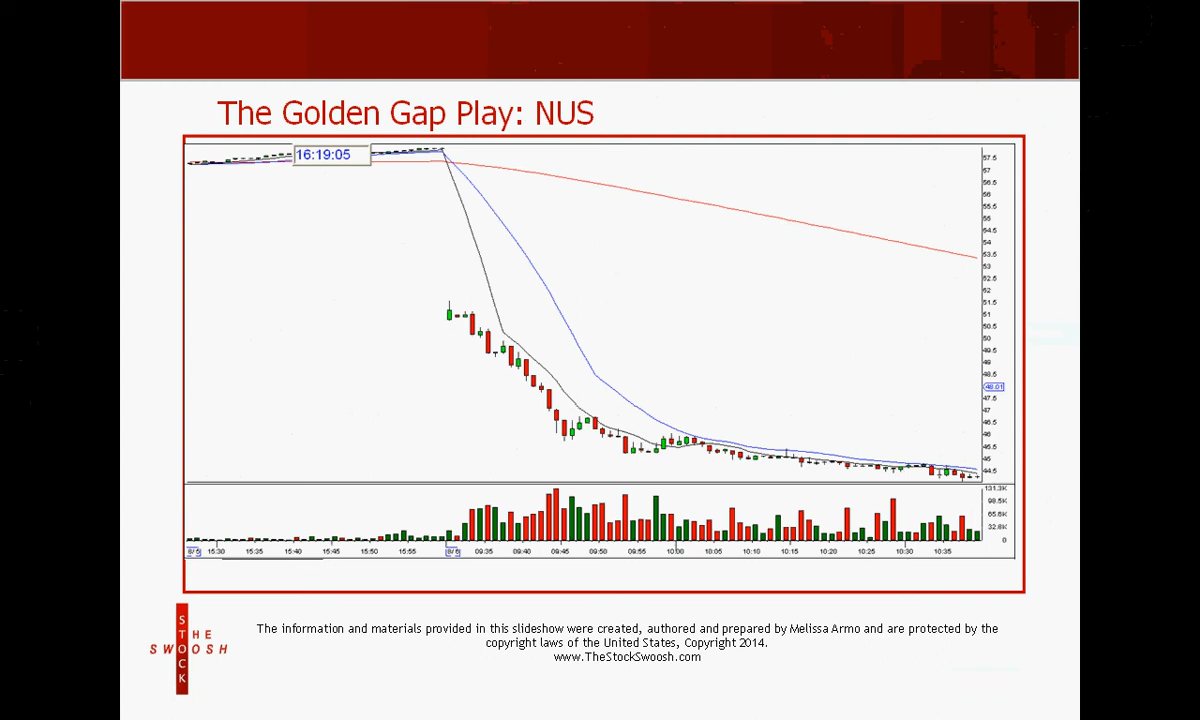 The Golden Gap Play: NUS
16:19:05
57.5
57
56.5
56
55.5
55
54.5
54
53.5
53
52.5
52
51.5
51
50.5
50
49.5
49
48.5
48.01
47.5
47
46.5
46
45.5
45
44.5
131.3K
98.5K
65.6K
32.8K
0
15:30 15:35 15:40 15:45 15:50 15:55 09:35 09:40 09:45 09:50 09:55 10:00 10:05 10:10 10:15 10:20 10:25 10:30 10:35
The information and materials provided in this slideshow were created, authored and prepared by Melissa Armo and are protected by the
copyright laws of the United States, Copyright 2014.
www.TheStockSwoosh.com
THE
STOCK
SWOOSH